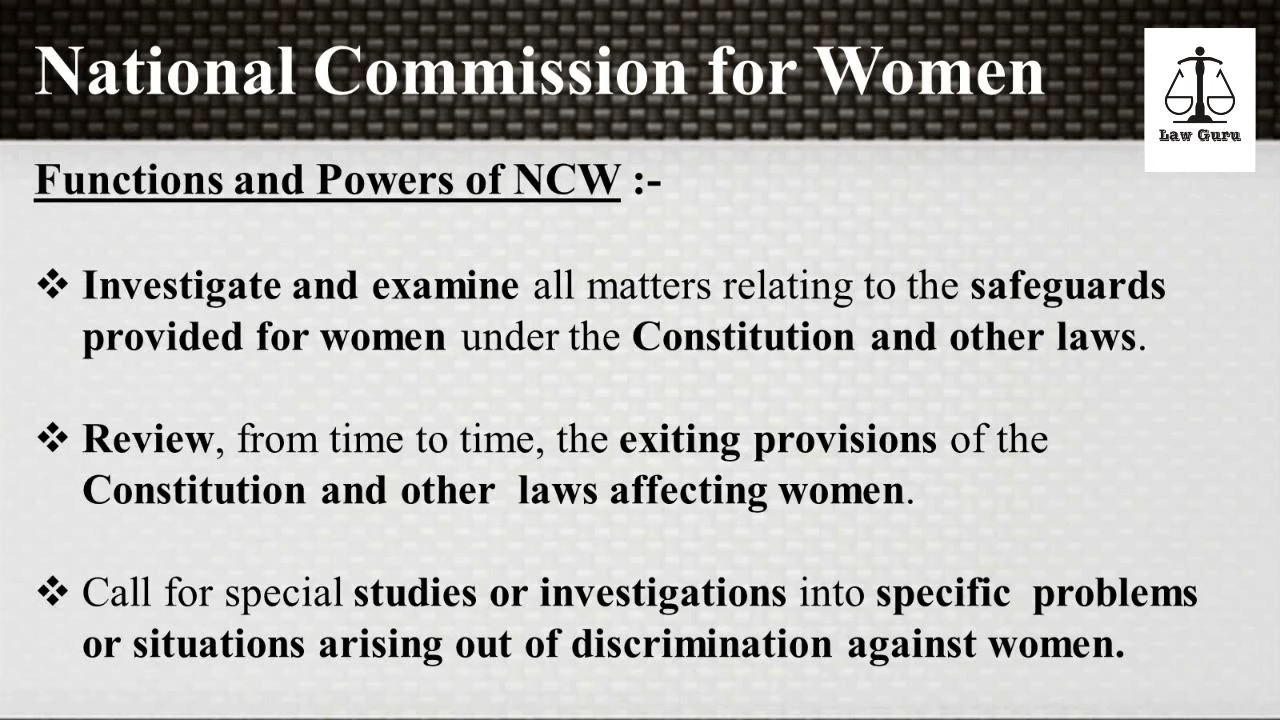 National Commission for Women
Law Guru
Functions and Powers of NCW :-
❖ Investigate and examine all matters relating to the safeguards
provided for women under the Constitution and other laws.
❖ Review, from time to time, the exiting provisions of the
Constitution and other laws affecting women.
❖ Call for special studies or investigations into specific problems
or situations arising out of discrimination against women.